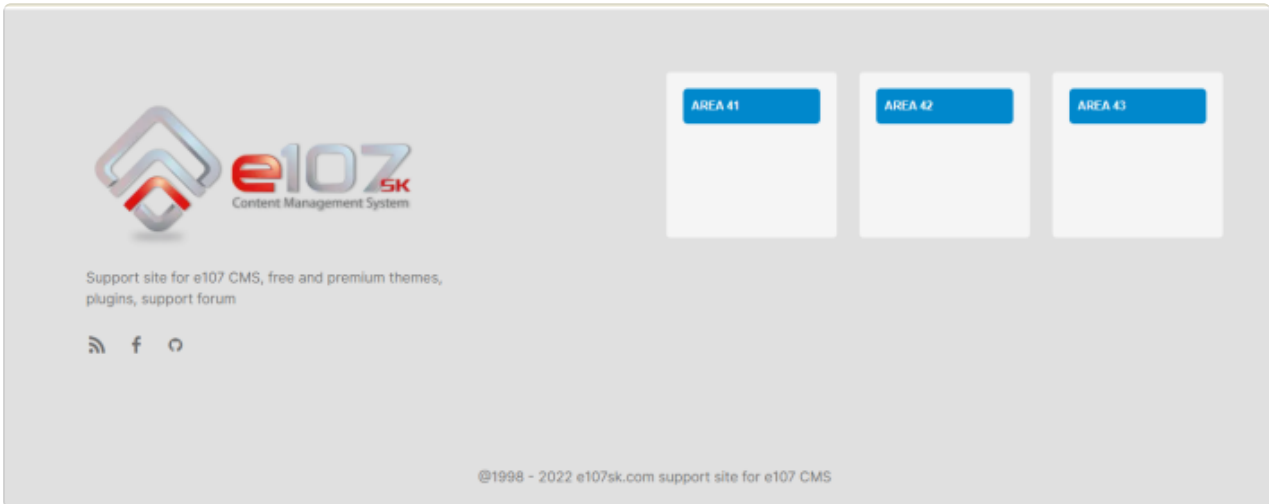 e107
SK
Content Management System
Support site for e107 CMS, free and premium themes,
plugins, support forum
AREA 41
AREA 42
AREA 43
@1998 - 2022 e107sk.com support site for e107 CMS